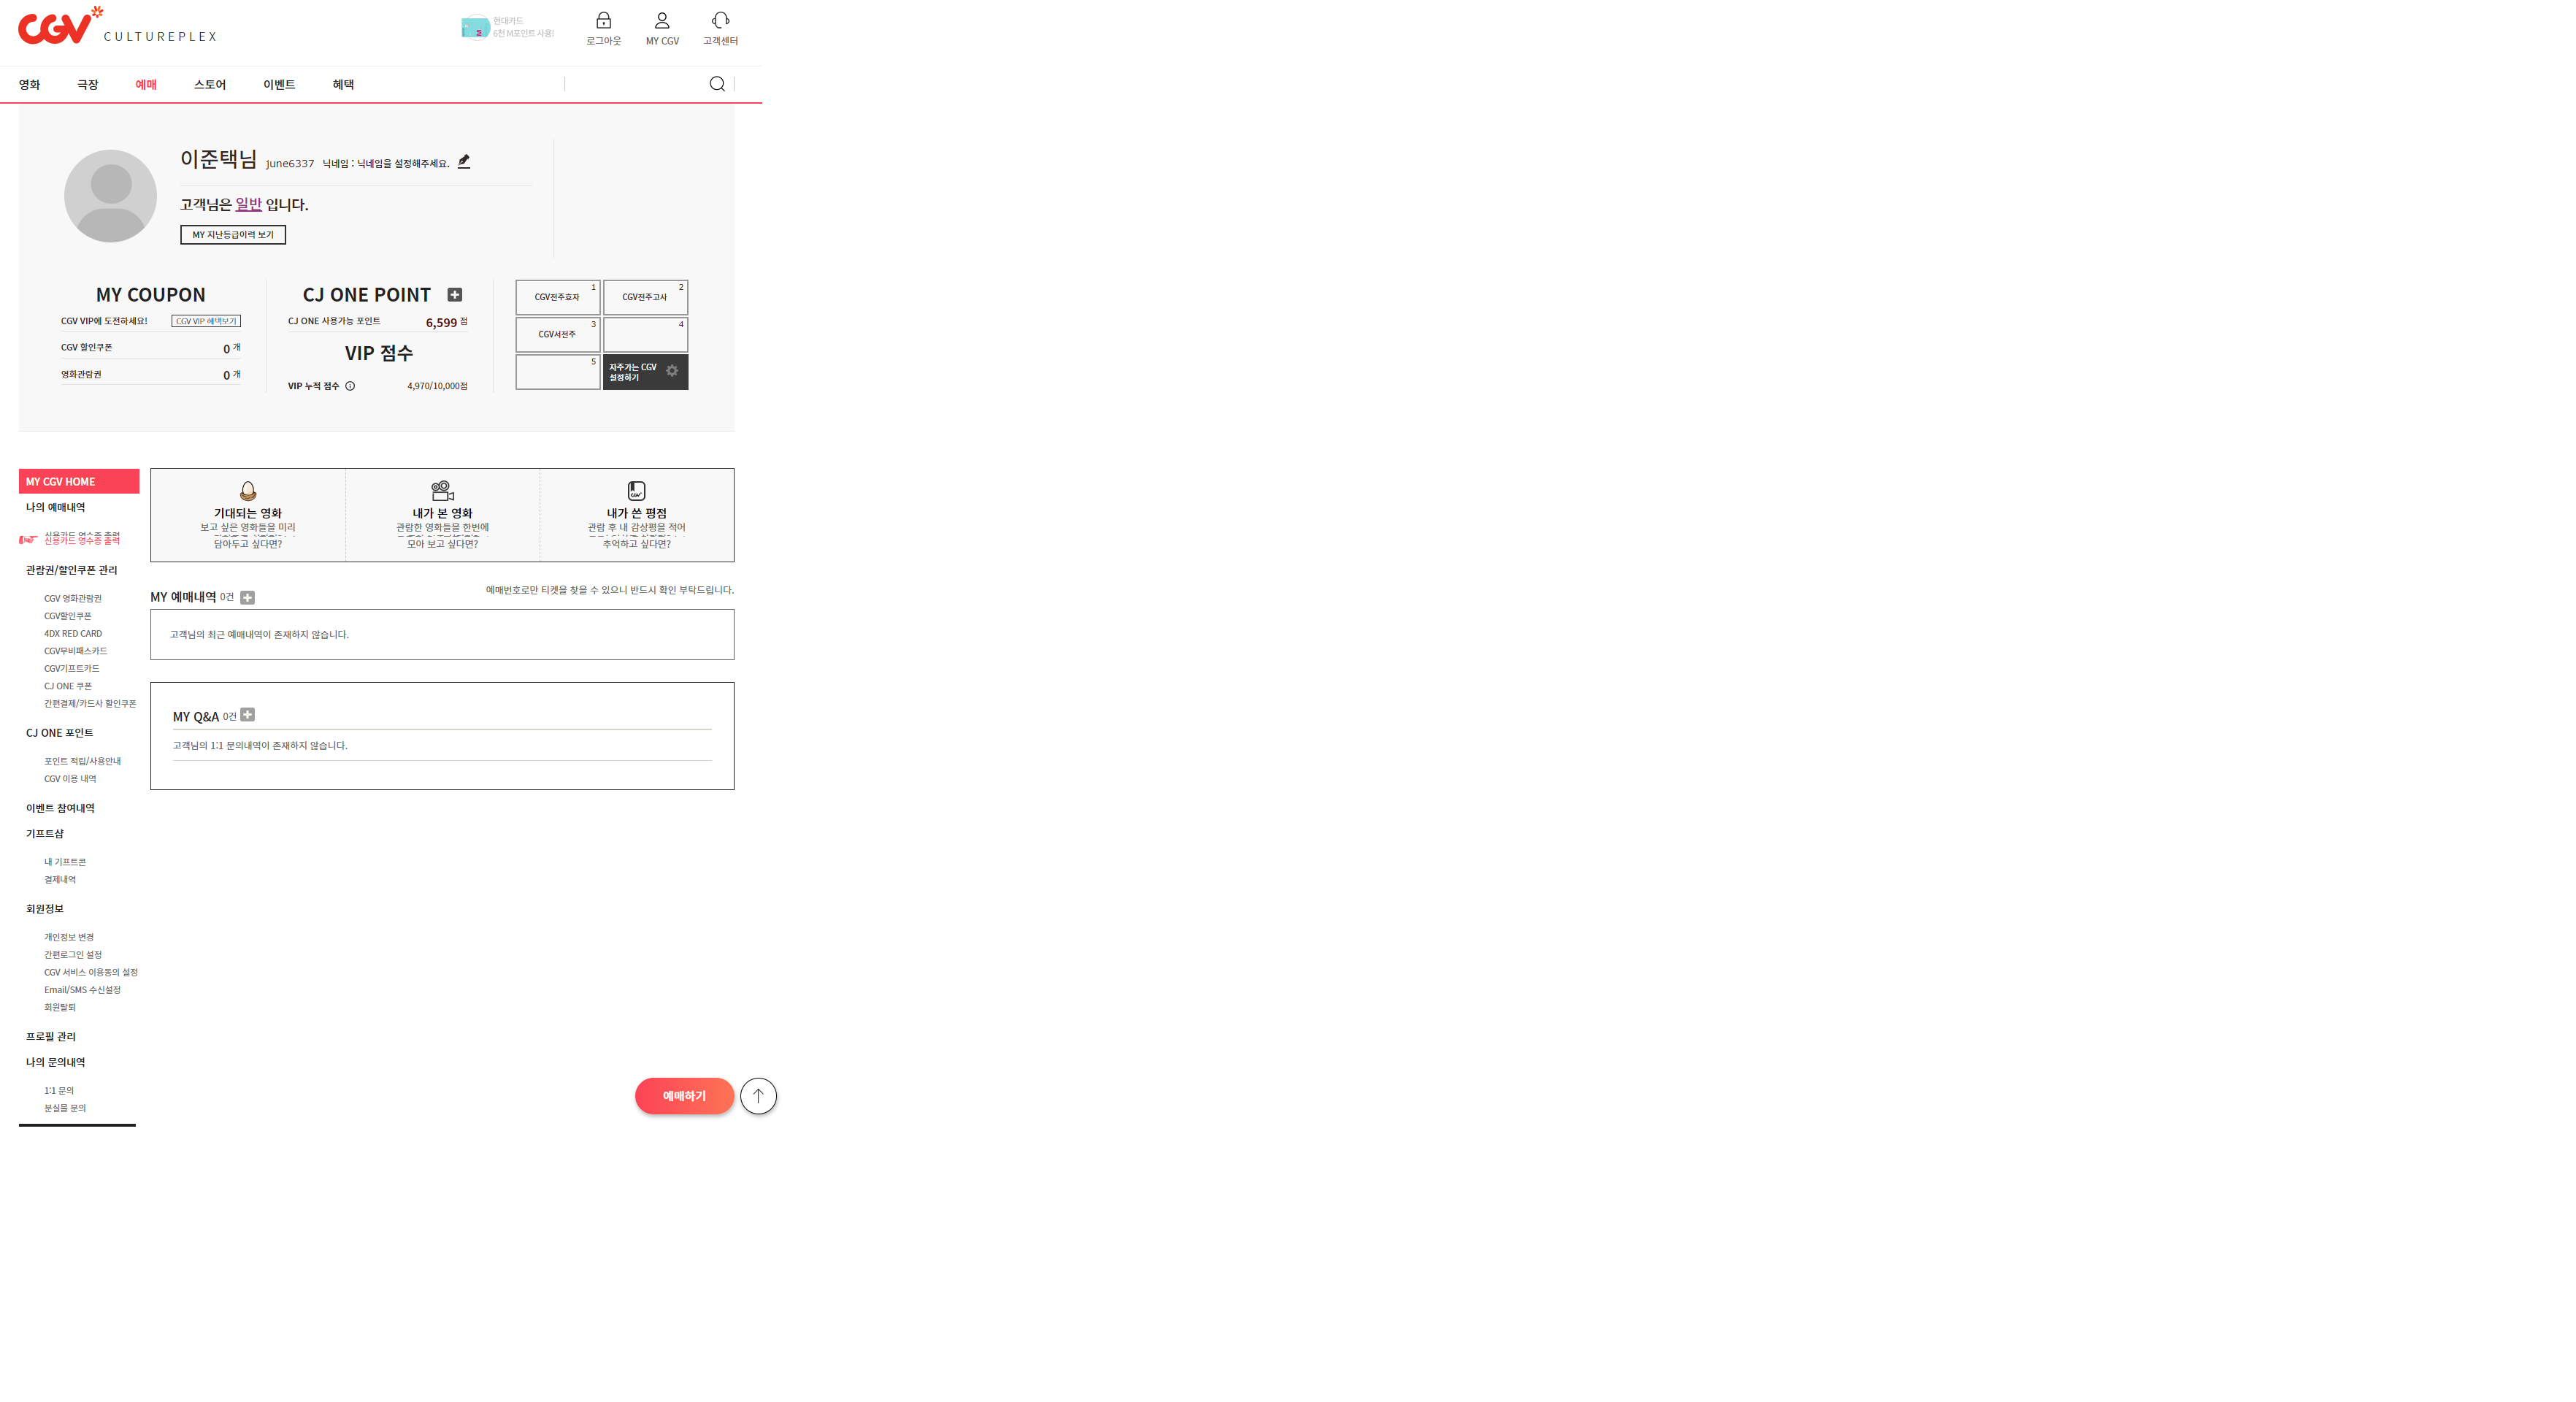 CGV
CULTUREPLEX
현대카드
6천 M포인트 사용!
로그아웃
MY CGV
고객센터
영화
극장
예매
스토어
이벤트
혜택
이준택님 june6337 닉네임 : 닉네임을 설정해주세요.
고객님은 일반 입니다.
MY 지난등급이력 보기
MY COUPON
CGV VIP에 도전하세요! CGV VIP 혜택보기
CGV 할인쿠폰 0 개
영화관람권 0 개
CJ ONE POINT
CJ ONE 사용가능 포인트 6,599 점
VIP 점수
VIP 누적 점수 4,970/10,000점
1
CGV전주효자
2
CGV전주고사
3
CGV서전주
4
5
자주가는 CGV
설정하기
MY CGV HOME
나의 예매내역
신용카드 영수증 출력
신용카드 영수증 출력
관람권/할인쿠폰 관리
CGV 영화관람권
CGV할인쿠폰
4DX RED CARD
CGV무비패스카드
CGV기프트카드
CJ ONE 쿠폰
간편결제/카드사 할인쿠폰
CJ ONE 포인트
포인트 적립/사용안내
CGV 이용 내역
이벤트 참여내역
기프트샵
내 기프트콘
결제내역
회원정보
개인정보 변경
간편로그인 설정
CGV 서비스 이용동의 설정
Email/SMS 수신설정
회원탈퇴
프로필 관리
나의 문의내역
1:1 문의
분실물 문의
기대되는 영화
보고 싶은 영화들을 미리
담아두고 싶다면?
내가 본 영화
관람한 영화들을 한번에
모아 보고 싶다면?
내가 쓴 평점
관람 후 내 감상평을 적어
추억하고 싶다면?
MY 예매내역 0건
예매번호로만 티켓을 찾을 수 있으니 반드시 확인 부탁드립니다.
고객님의 최근 예매내역이 존재하지 않습니다.
MY Q&A 0건
고객님의 1:1 문의내역이 존재하지 않습니다.
예매하기